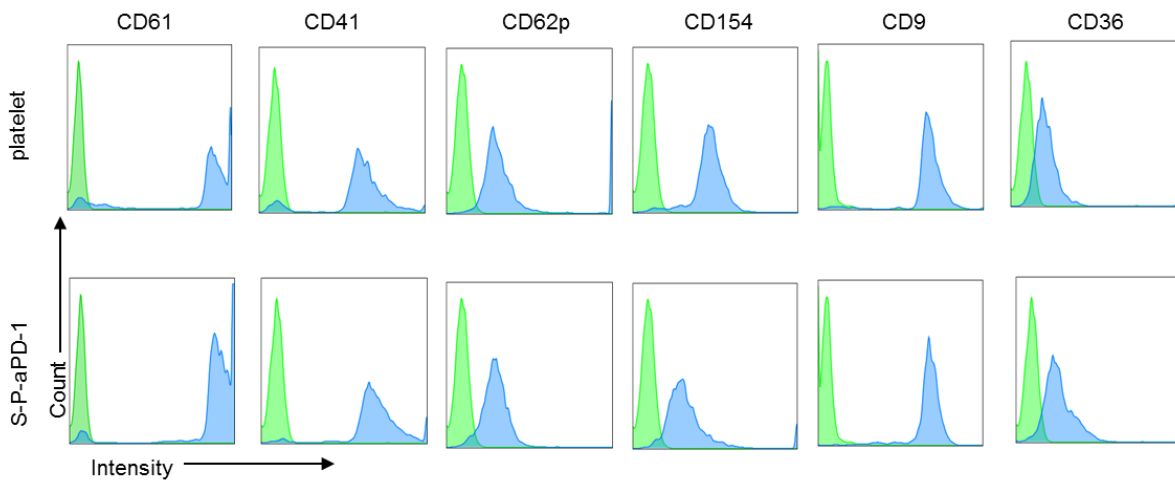 CD61 CD41 CD62p CD154 CD9 CD36
platelet
S-P-aPD-1
Count
Intensity